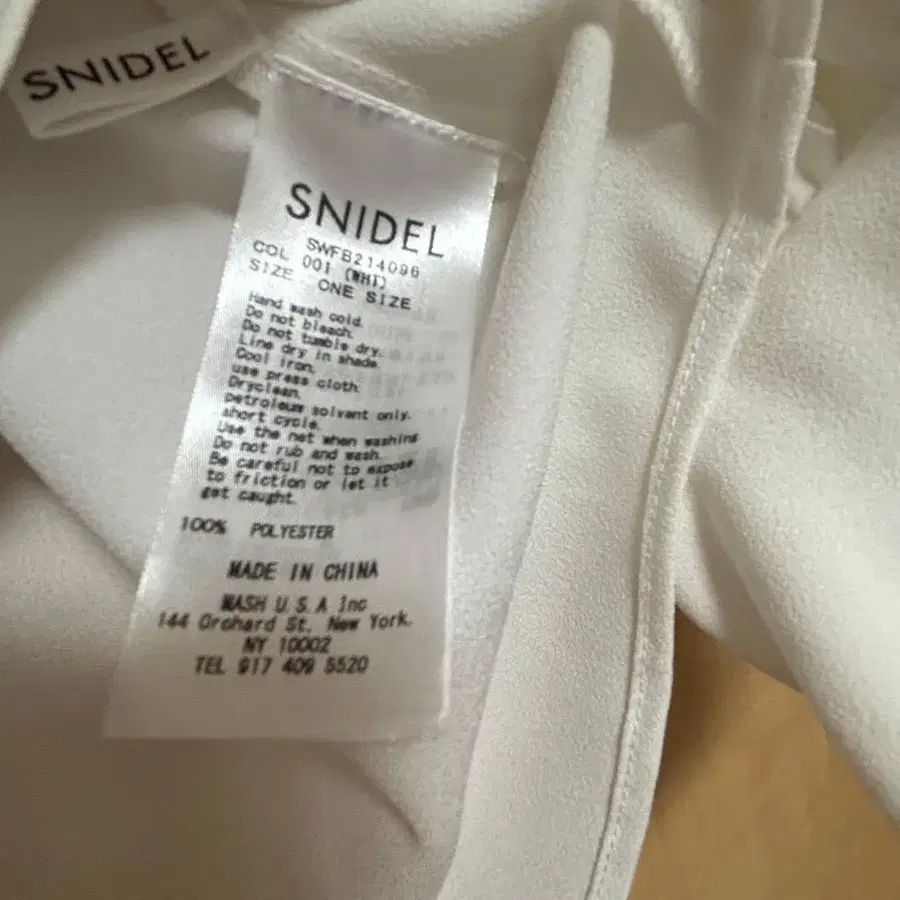 SNIDEL
SNIDEL
SWFB214096
COL 001 (WHT)
SIZE ONE SIZE
Hand wash cold.
Do not bleach.
Do not tumble dry.
Line dry in shade.
Cool iron.
use press cloth.
Dryclean.
petroleum solvent only.
short cycle.
Use the net when washing
Do not rub and wash.
Be careful not to expose
to friction or let it
get caught.
100% POLYESTER
MADE IN CHINA
MASH U.S.A Inc
144 Orchard St. New York.
NY 10002
TEL 917 409 5520